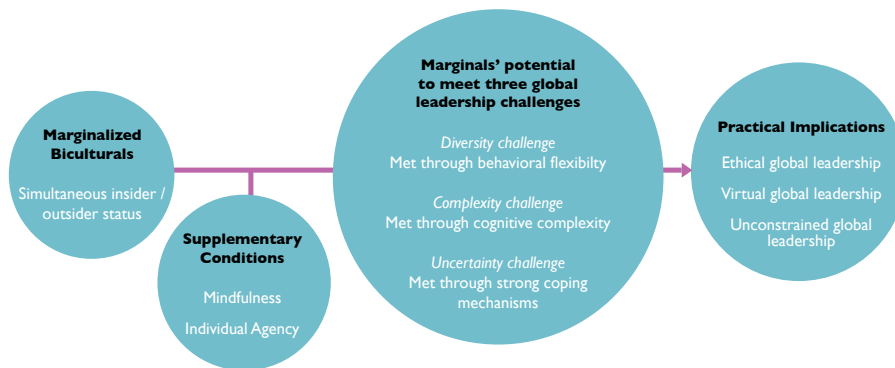 Marginalized
Biculturals
Simultaneous insider /
outsider status
Supplementary
Conditions
Mindfulness
Individual Agency
Marginals’ potential
to meet three global
leadership challenges
Diversity challenge
Met through behavioral flexibilty
Complexity challenge
Met through cognitive complexity
Uncertainty challenge
Met through strong coping
mechanisms
Practical Implications
Ethical global leadership
Virtual global leadership
Unconstrained global
leadership